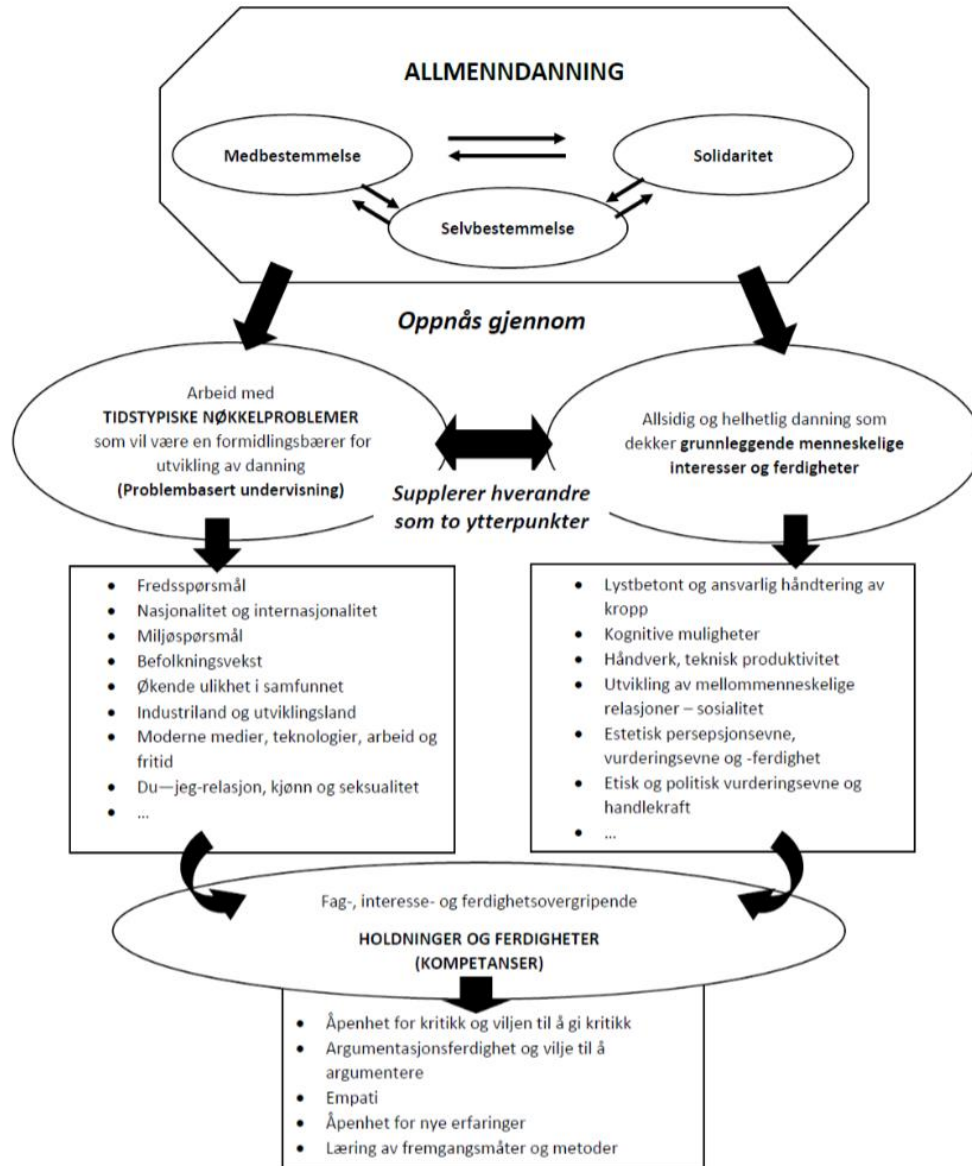 ALLMENNDANNING
Medbestemmelse
Solidaritet
Selvbestemmelse
Oppnås gjennom
Arbeid med
TIDSTYPISKE NØKKELPROBLEMER
som vil være en formidlingsbærer for
utvikling av danning
(Problembasert undervisning)
Allsidig og helhetlig danning som
dekker grunnleggende menneskelige
interesser og ferdigheter
Supplerer hverandre
som to ytterpunkter
• Fredsspørsmål
• Nasjonalitet og internasjonalitet
• Miljøspørsmål
• Befolkningsvekst
• Økende ulikhet i samfunnet
• Industriland og utviklingsland
• Moderne medier, teknologier, arbeid og
fritid
• Du—jeg-relasjon, kjønn og seksualitet
• ...
• Lystbetont og ansvarlig håndtering av
kropp
• Kognitive muligheter
• Håndverk, teknisk produktivitet
• Utvikling av mellommenneskelige
relasjoner – sosialitet
• Estetisk persepsjonsevne,
vurderingsevne og -ferdighet
• Etisk og politisk vurderingsevne og
handlekraft
• ...
Fag-, interesse- og ferdighetsovergripende
HOLDNINGER OG FERDIGHETER
(KOMPETANSER)
• Åpenhet for kritikk og viljen til å gi kritikk
• Argumentasjonsferdighet og vilje til å
argumentere
• Empati
• Åpenhet for nye erfaringer
• Læring av fremgangsmåter og metoder